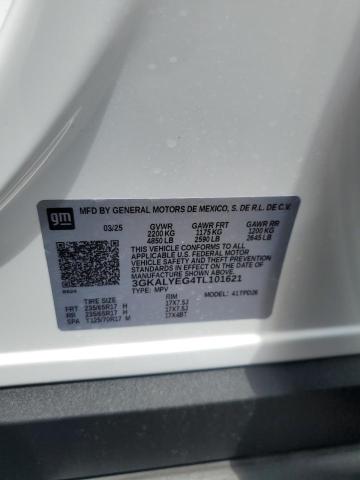 gm
MFD BY GENERAL MOTORS DE MEXICO, S. DE R.L. DE C.V.
03/25 GVWR GAWR FRT GAWR RR
2200 KG 1175 KG 1200 KG
4850 LB 2590 LB 2645 LB
THIS VEHICLE CONFORMS TO ALL
APPLICABLE U.S. FEDERAL MOTOR
VEHICLE SAFETY, BUMPER, AND THEFT
PREVENTION STANDARDS IN EFFECT
ON THE DATE OF
MANUFACTURE SHOWN ABOVE.
3GKALYEG4TL101621
TYPE: MPV MODEL: 4TPD26
TIRE SIZE RIM
FRT 235/65R17 H 17X7.5J
RR 235/65R17 H 17X7.5J
SPA T125/70R17 M 17X4BT